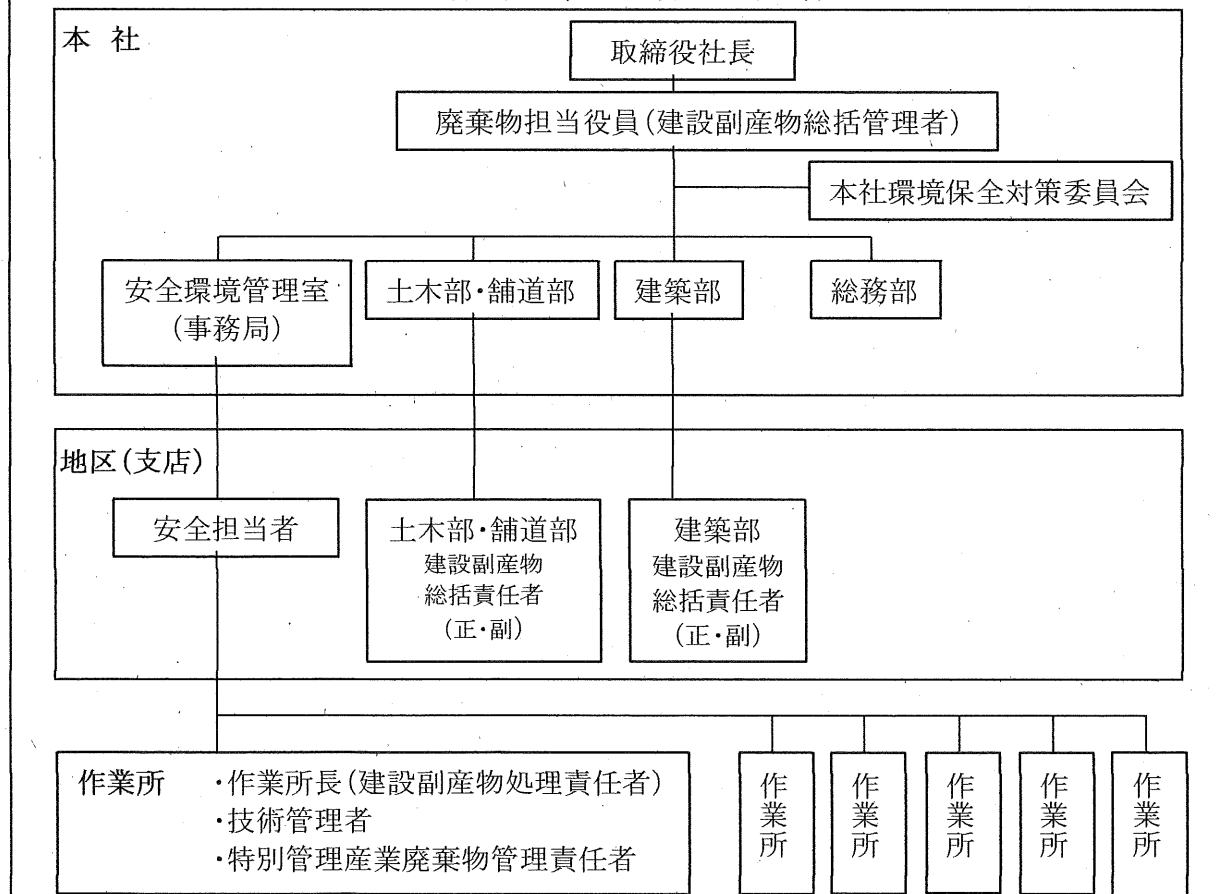 本 社
取締役社長
廃棄物担当役員(建設副産物総括管理者)
本社環境保全対策委員会
安全環境管理室
(事務局)
土木部・舗道部
建築部
総務部
地区(支店)
安全担当者
土木部・舗道部
建設副産物
総括責任者
(正・副)
建築部
建設副産物
総括責任者
(正・副)
作業所
・作業所長(建設副産物処理責任者)
・技術管理者
・特別管理産業廃棄物管理責任者
作業所
作業所
作業所
作業所
作業所